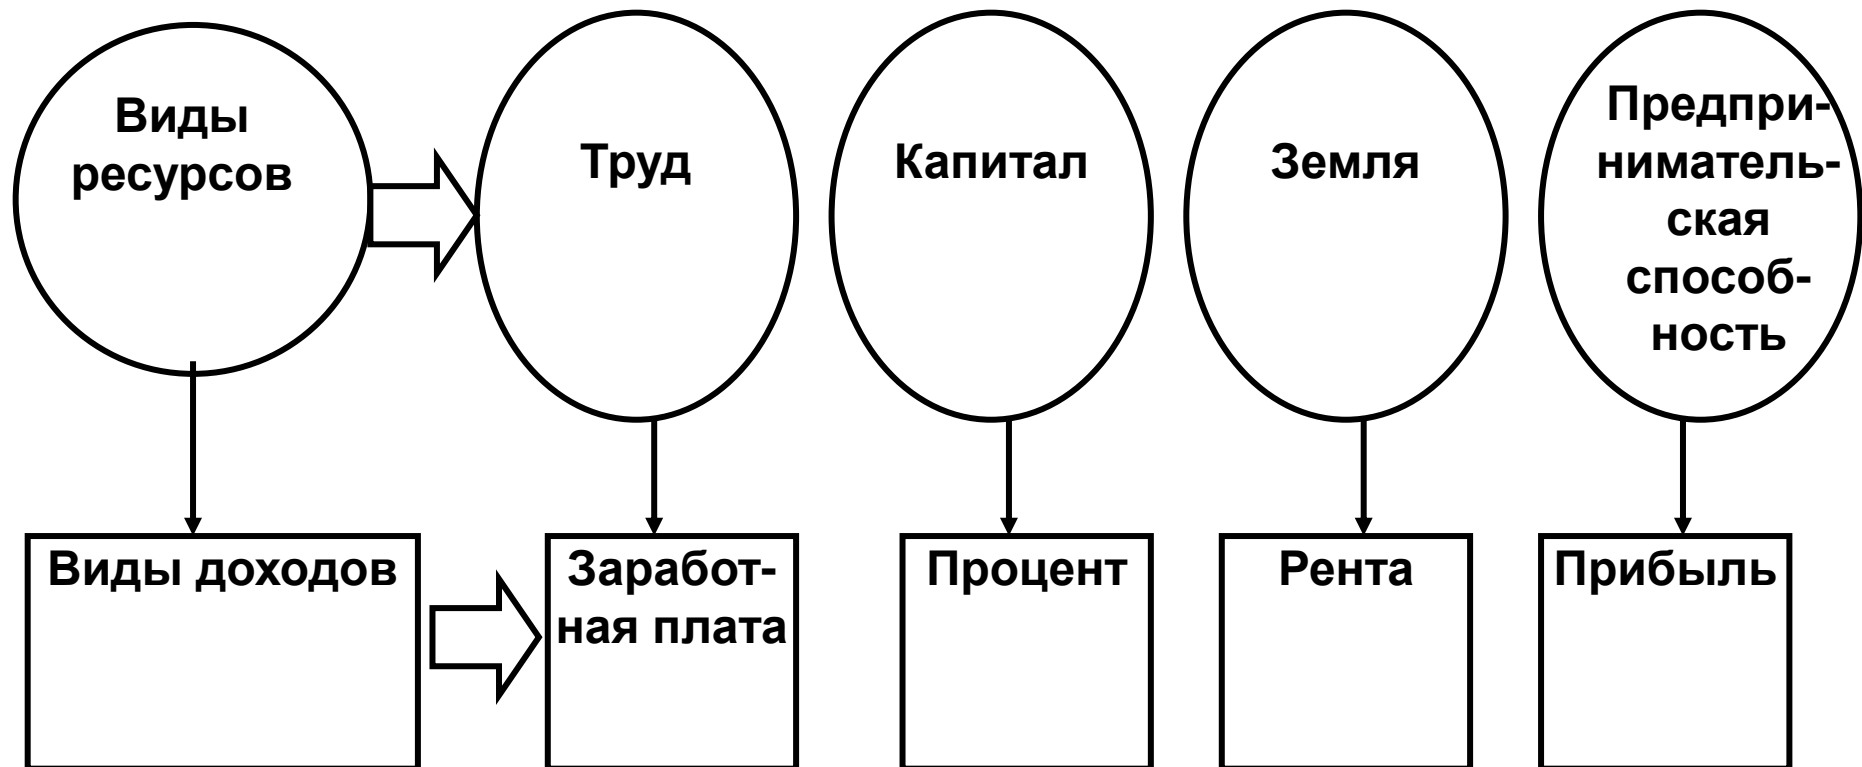 Виды
ресурсов
Труд
Капитал
Земля
Предпри-
ниматель-
ская
способ-
ность
Виды доходов
Заработ-
ная плата
Процент
Рента
Прибыль